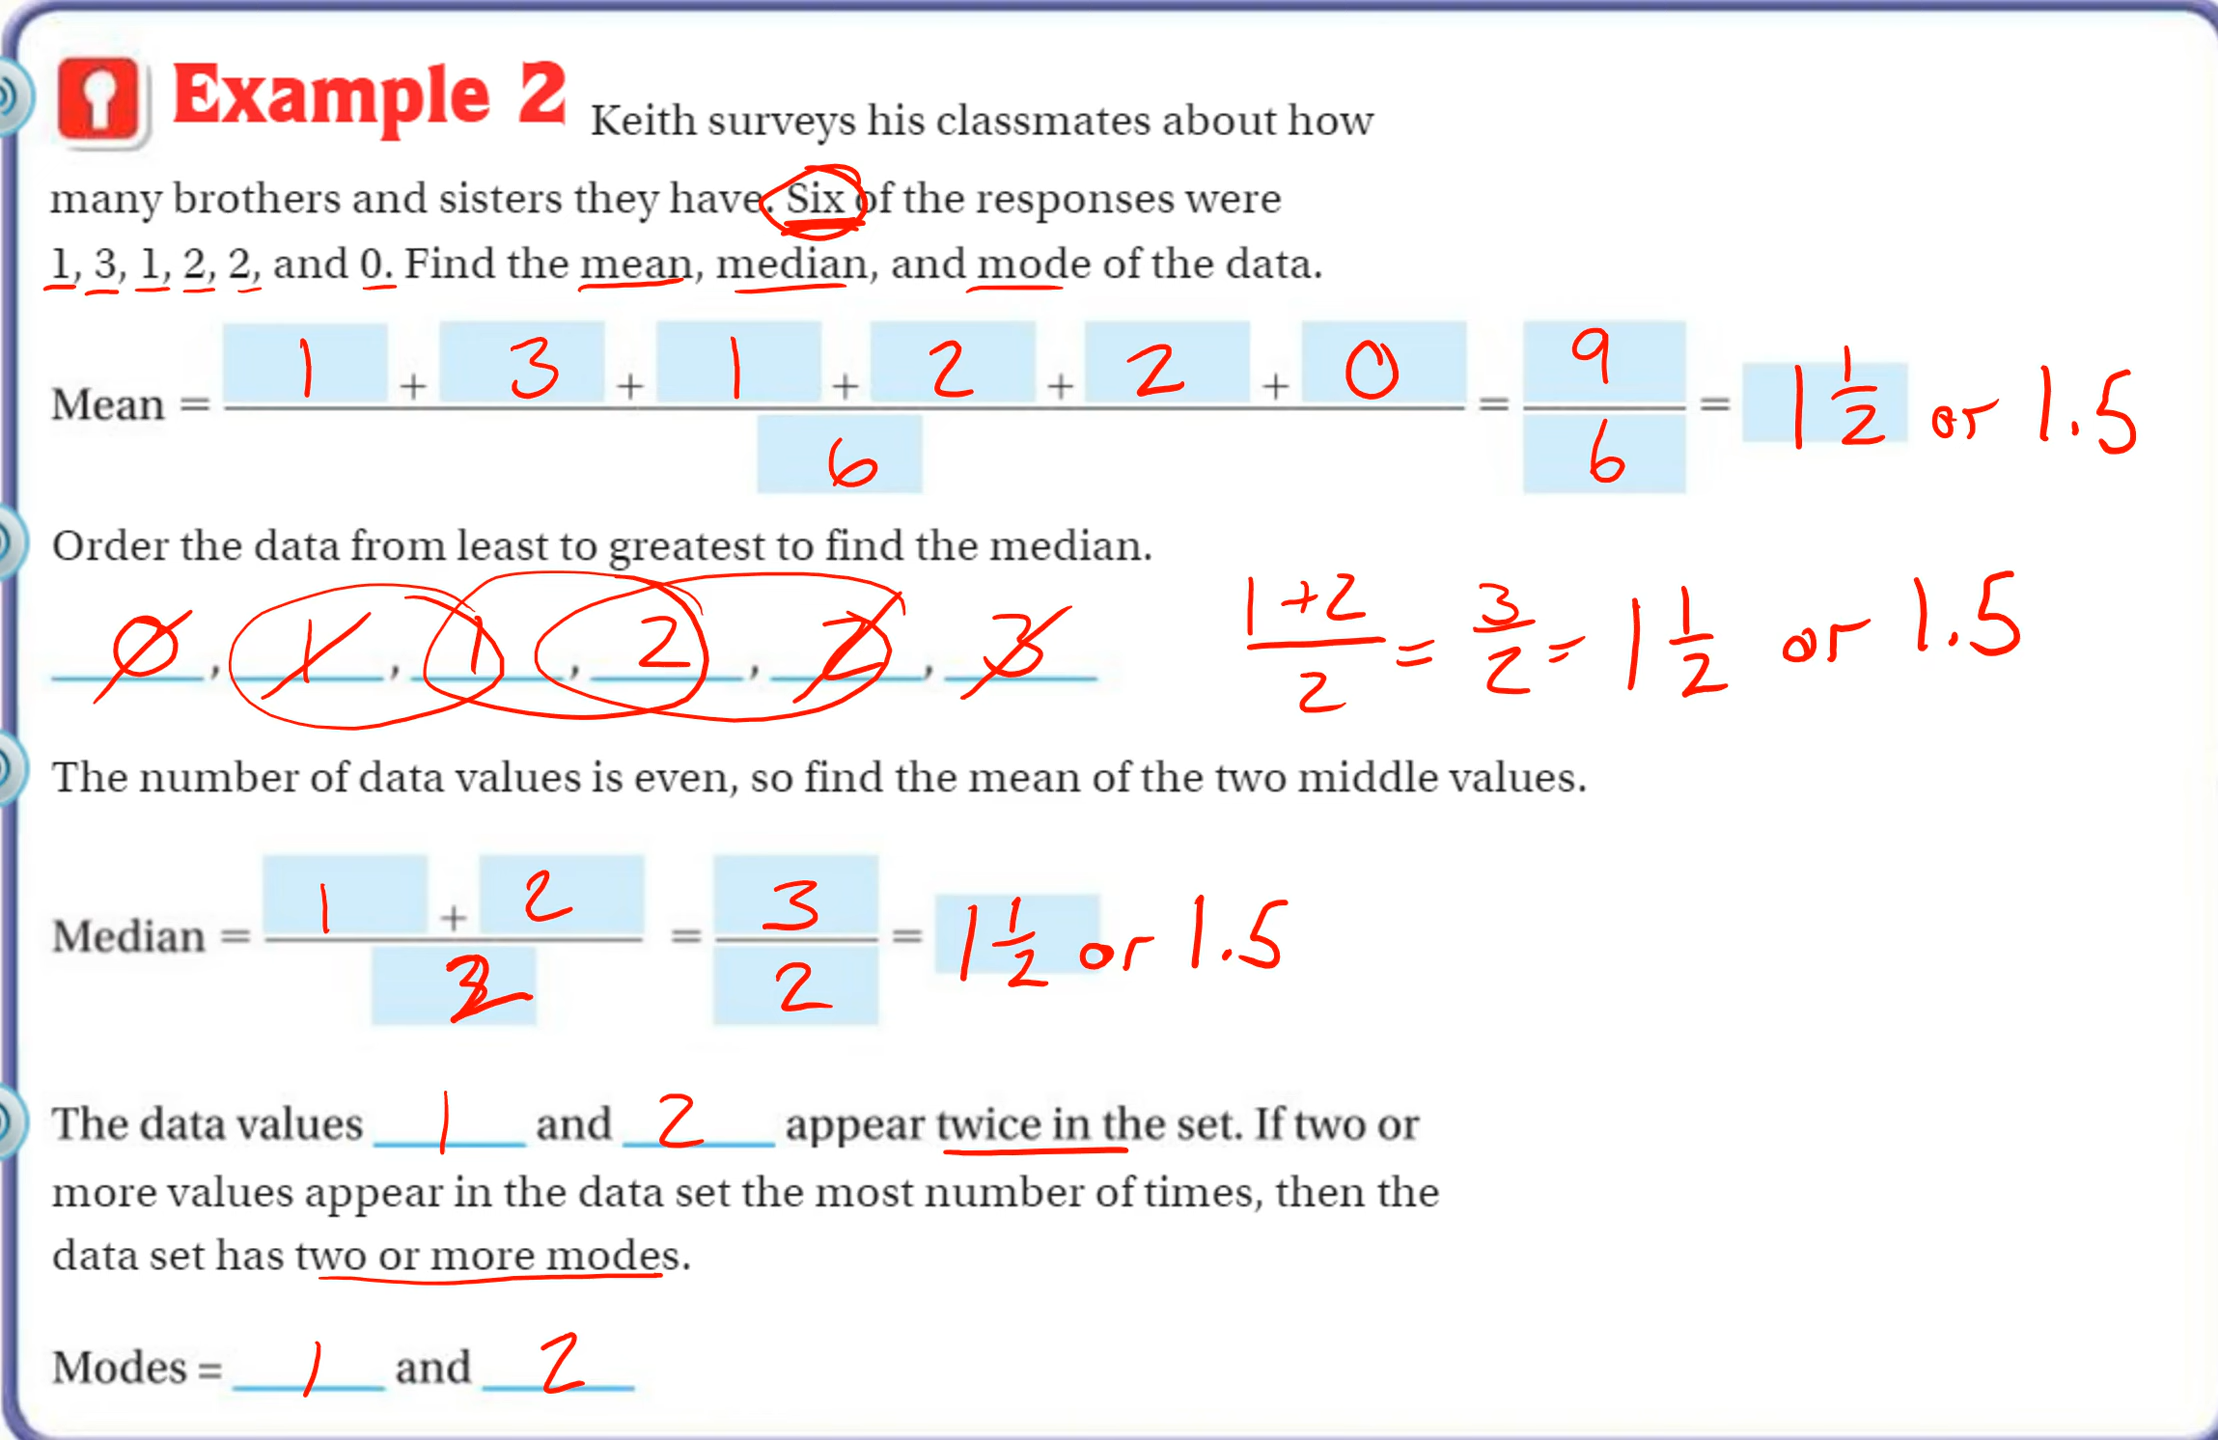 Example 2 Keith surveys his classmates about how
many brothers and sisters they have. Six of the responses were
1, 3, 1, 2, 2, and 0. Find the mean, median, and mode of the data.
Mean = 1 + 3 + 1 + 2 + 2 + 0 / 6 = 9 / 6 = 1 1/2 or 1.5
Order the data from least to greatest to find the median.
0, 1, 1, 2, 2, 3
1+2 / 2 = 3/2 = 1 1/2 or 1.5
The number of data values is even, so find the mean of the two middle values.
Median = 1 + 2 / 2 = 3 / 2 = 1 1/2 or 1.5
The data values 1 and 2 appear twice in the set. If two or
more values appear in the data set the most number of times, then the
data set has two or more modes.
Modes = 1 and 2